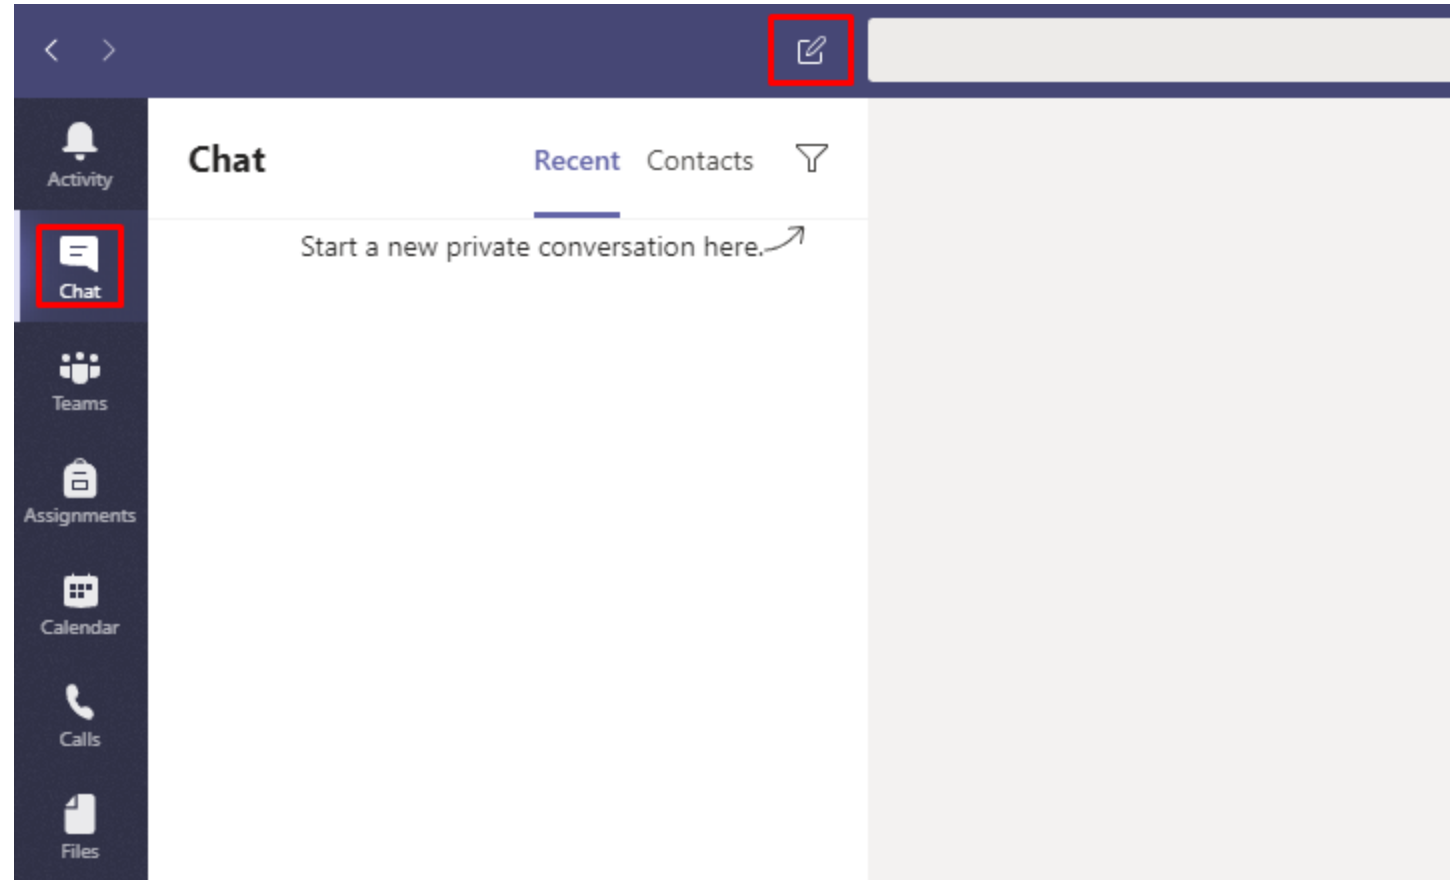 Activity
Chat
Teams
Assignments
Calendar
Calls
Files
Chat Recent Contacts
Start a new private conversation here.